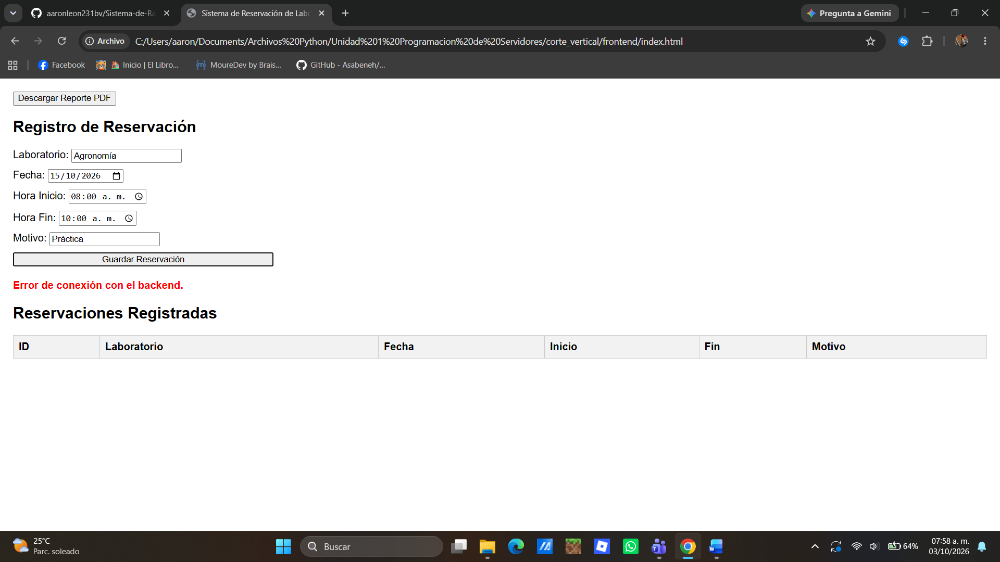 aaronleon231bv/Sistema-de-Ra
Sistema de Reservación de Labo
Pregunta a Gemini
Archivo
C:/Users/aaron/Documents/Archivos%20Python/Unidad%201%20Programacion%20de%20Servidores/corte_vertical/frontend/index.html
Facebook
Inicio | El Libro...
{m}
MoureDev by Brais...
GitHub - Asabeneh/...
Descargar Reporte PDF
Registro de Reservación
Laboratorio: Agronomía
Fecha: 15/10/2026
Hora Inicio: 08:00 a. m.
Hora Fin: 10:00 a. m.
Motivo: Práctica
Guardar Reservación
Error de conexión con el backend.
Reservaciones Registradas
ID Laboratorio Fecha Inicio Fin Motivo
25°C
Parc. soleado
Buscar
T
W
64%
07:58 a. m.
03/10/2026